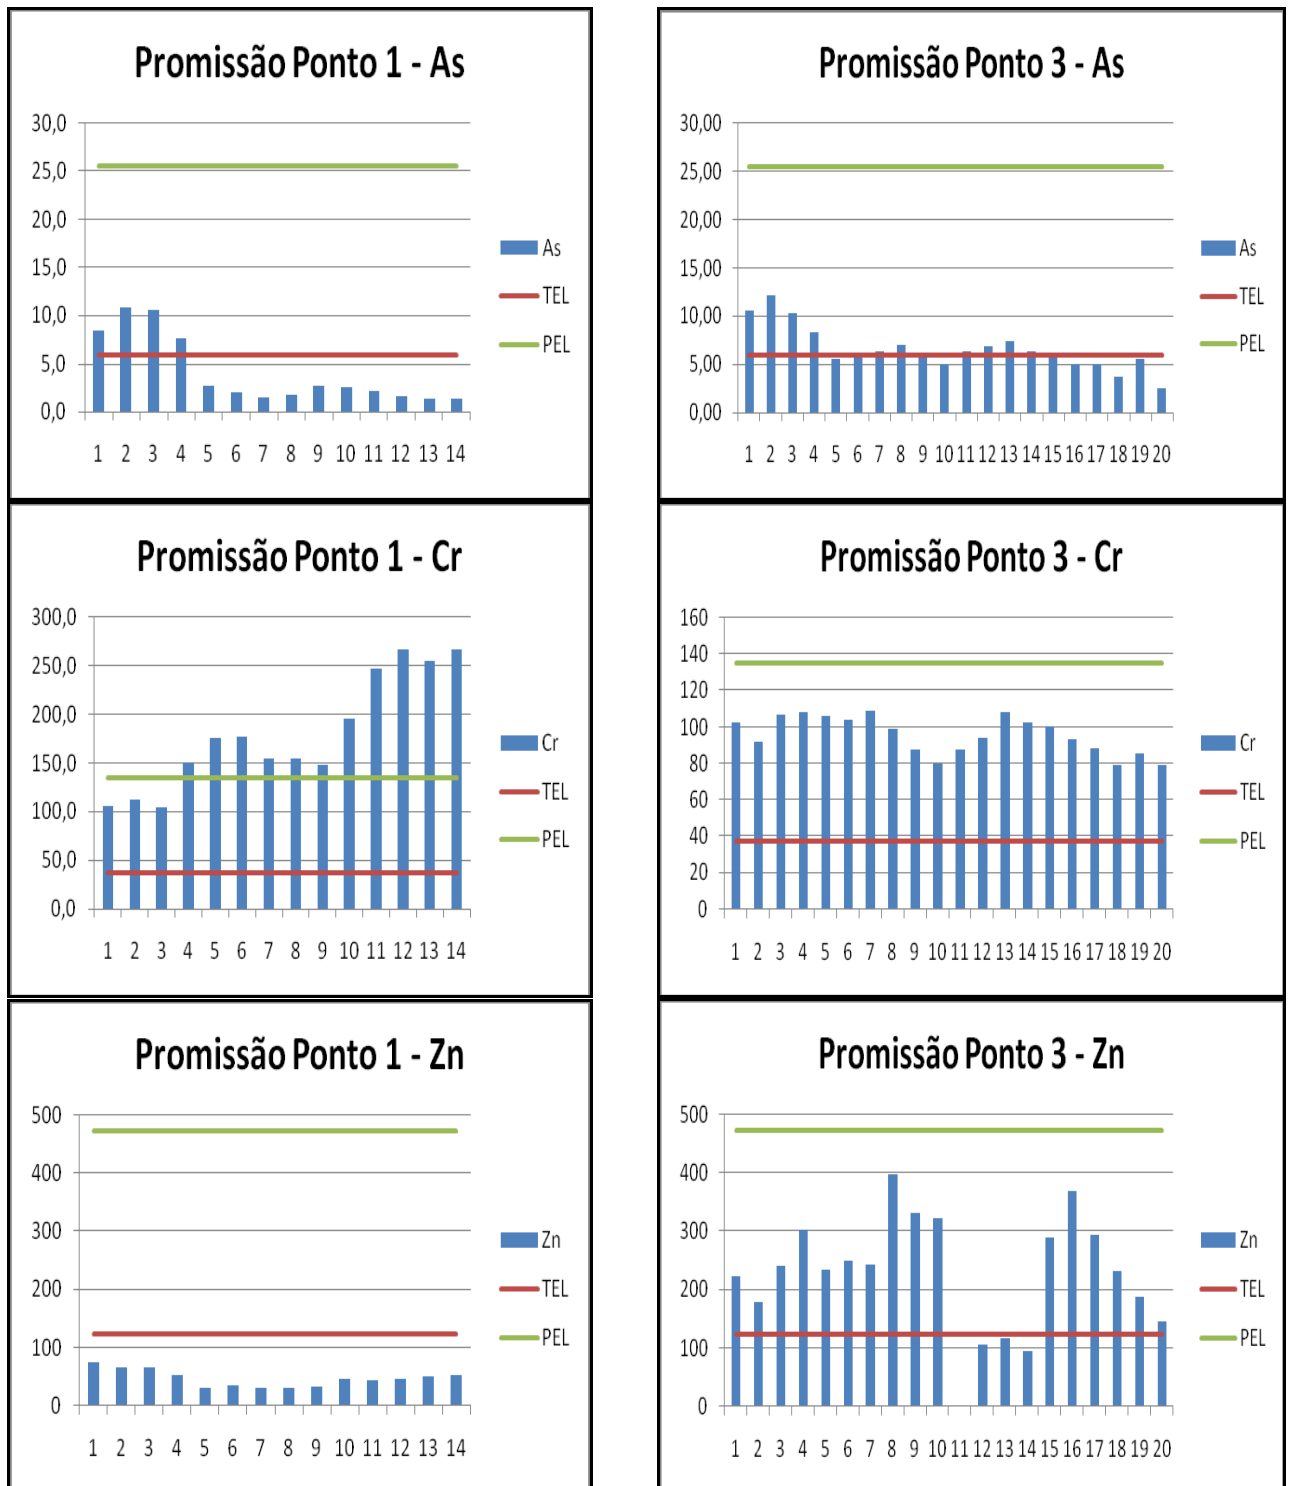 Promissão Ponto 1 - As
30,0
25,0
20,0
15,0
10,0
5,0
0,0
1 2 3 4 5 6 7 8 9 10 11 12 13 14
As
TEL
PEL
Promissão Ponto 3 - As
30,00
25,00
20,00
15,00
10,00
5,00
0,00
1 2 3 4 5 6 7 8 9 10 11 12 13 14 15 16 17 18 19 20
As
TEL
PEL
Promissão Ponto 1 - Cr
300,0
250,0
200,0
150,0
100,0
50,0
0,0
1 2 3 4 5 6 7 8 9 10 11 12 13 14
Cr
TEL
PEL
Promissão Ponto 3 - Cr
160
140
120
100
80
60
40
20
0
1 2 3 4 5 6 7 8 9 10 11 12 13 14 15 16 17 18 19 20
Cr
TEL
PEL
Promissão Ponto 1 - Zn
500
400
300
200
100
0
1 2 3 4 5 6 7 8 9 10 11 12 13 14
Zn
TEL
PEL
Promissão Ponto 3 - Zn
500
400
300
200
100
0
1 2 3 4 5 6 7 8 9 10 11 12 13 14 15 16 17 18 19 20
Zn
TEL
PEL